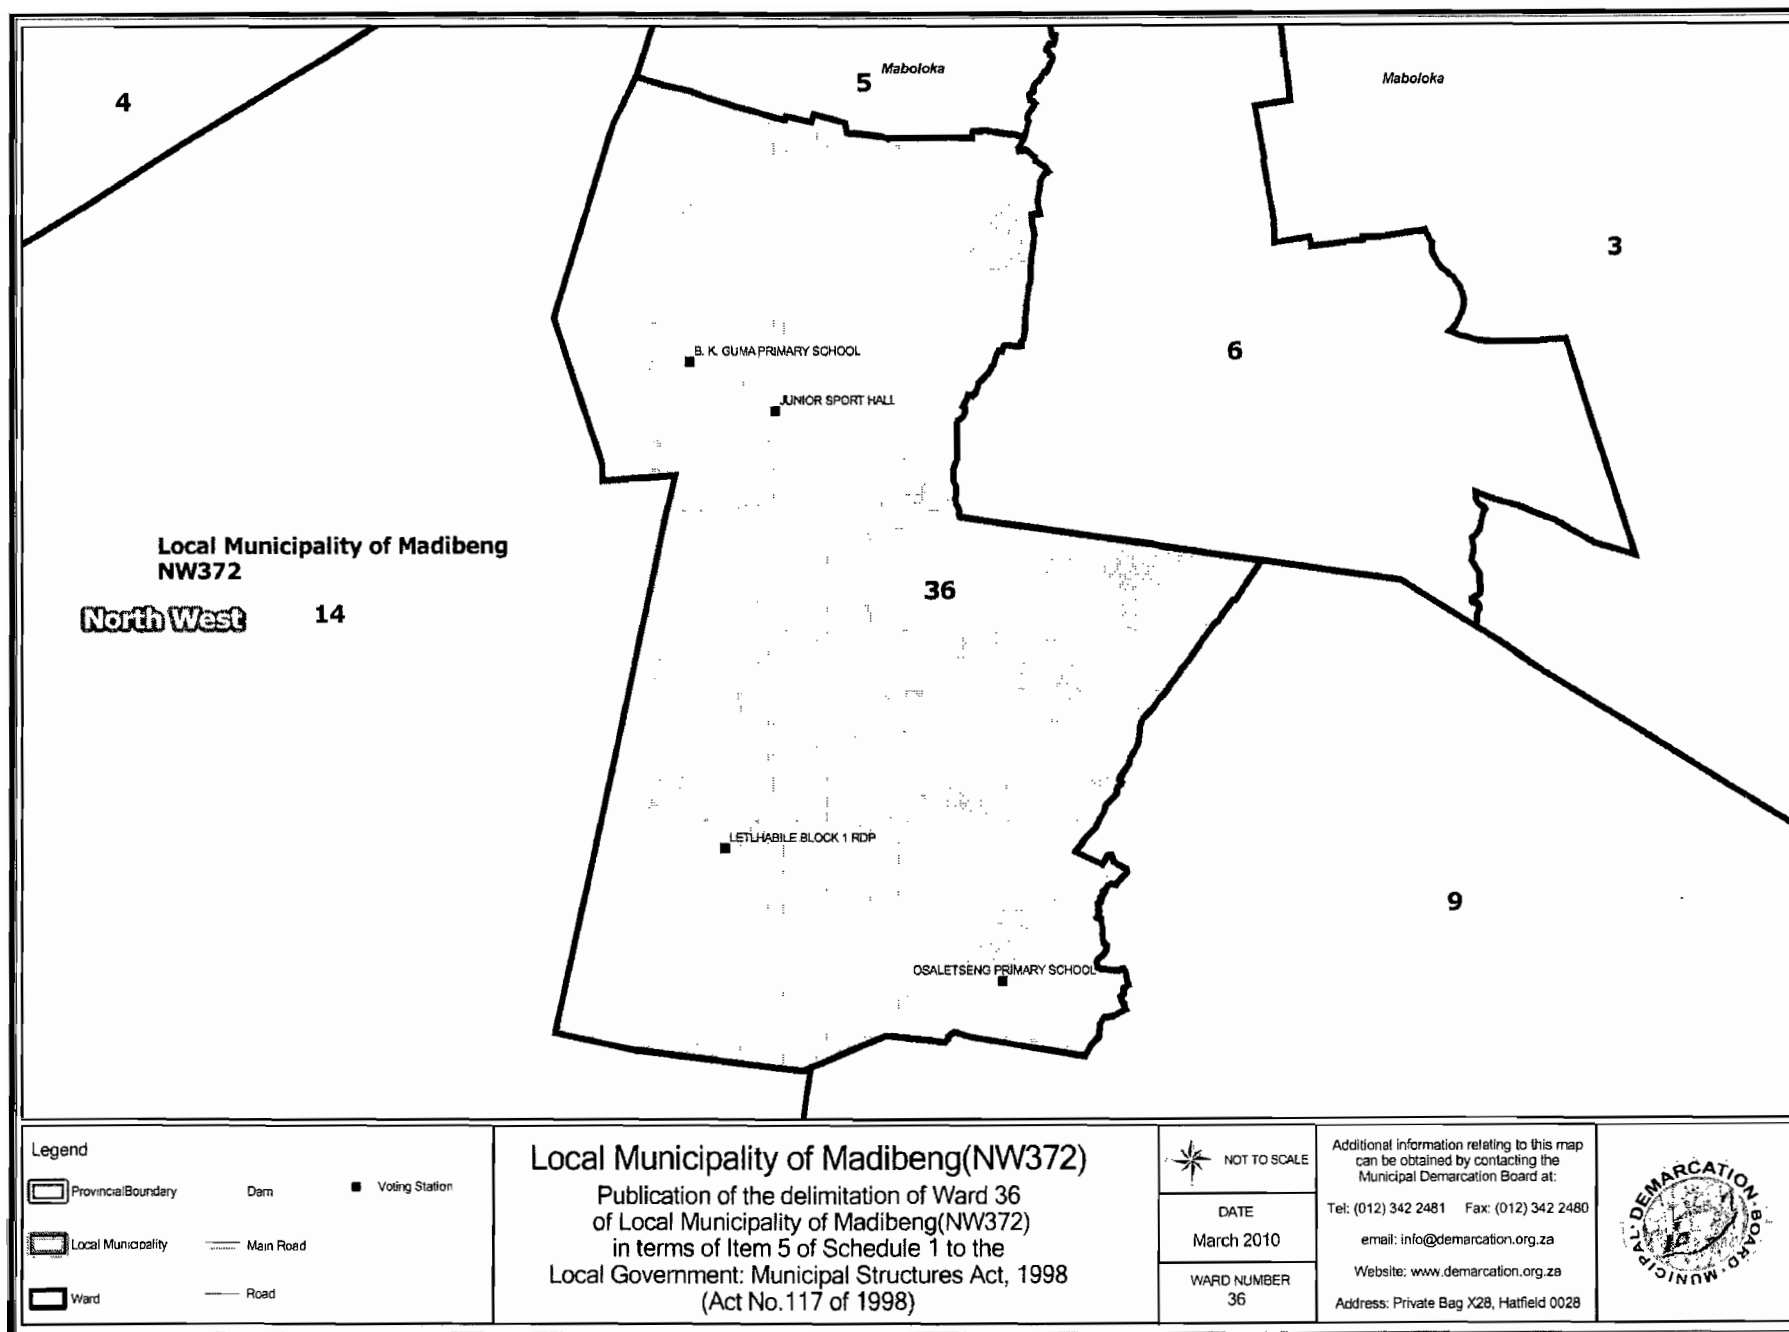 4
5
Maboloka
Maboloka
3
6
B. K. GUMA PRIMARY SCHOOL
JUNIOR SPORT HALL
Local Municipality of Madibeng
NW372
North West
14
36
LETLHABILE BLOCK 1 RDP
9
OSALETSENG PRIMARY SCHOOL
Legend
Provincial Boundary
Dam
Voting Station
Local Municipality
Main Road
Ward
Road
Local Municipality of Madibeng(NW372)
Publication of the delimitation of Ward 36
of Local Municipality of Madibeng(NW372)
in terms of Item 5 of Schedule 1 to the
Local Government: Municipal Structures Act, 1998
(Act No.117 of 1998)
NOT TO SCALE
DATE
March 2010
WARD NUMBER
36
Additional information relating to this map
can be obtained by contacting the
Municipal Demarcation Board at:
Tel: (012) 342 2481 Fax: (012) 342 2480
email: info@demarcation.org.za
Website: www.demarcation.org.za
Address: Private Bag X28, Hatfield 0028
MUNICIPAL · DEMARCATION · BOARD